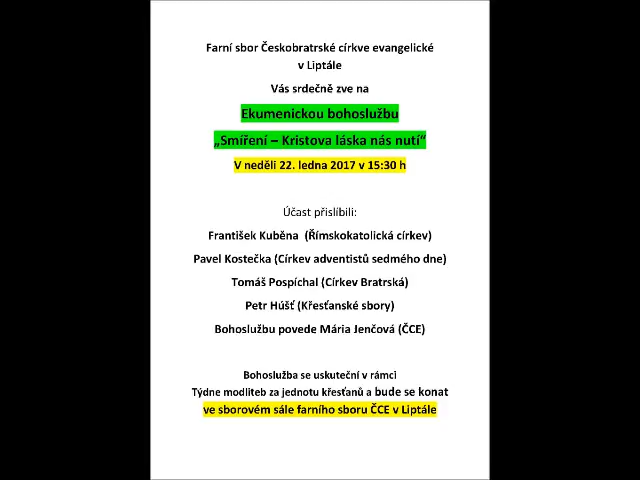 Farní sbor Českobratrské církve evangelické
v Liptále
Vás srdečně zve na
Ekumenickou bohoslužbu
„Smíření – Kristova láska nás nutí“
V neděli 22. ledna 2017 v 15:30 h
Účast přislíbili:
František Kuběna (Římskokatolická církev)
Pavel Kostečka (Církev adventistů sedmého dne)
Tomáš Pospíchal (Církev Bratrská)
Petr Húšť (Křesťanské sbory)
Bohoslužbu povede Mária Jenčová (ČCE)
Bohoslužba se uskuteční v rámci
Týdne modliteb za jednotu křesťanů a bude se konat
ve sborovém sále farního sboru ČCE v Liptále